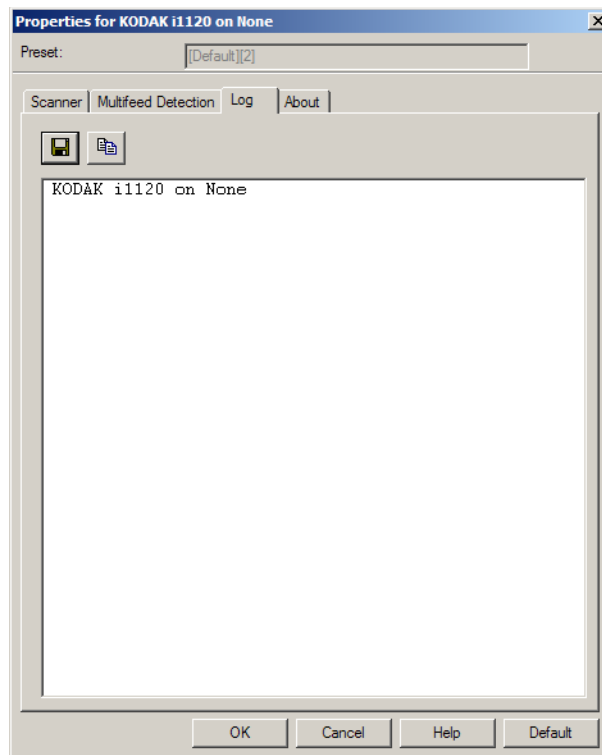 Properties for KODAK i1120 on None
Preset: [Default][2]
Scanner Multifeed Detection Log About
KODAK i1120 on None
OK Cancel Help Default